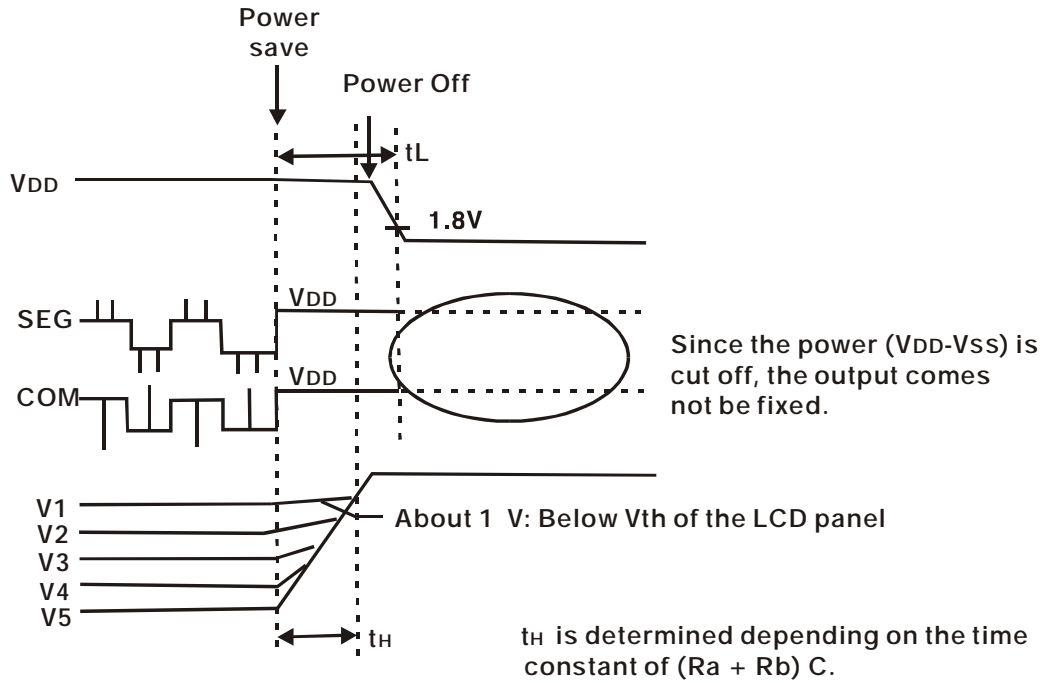 Power
save
Power Off
tL
VDD
1.8V
SEG
VDD
COM
VDD
Since the power (VDD-VSS) is
cut off, the output comes
not be fixed.
V1
V2
V3
V4
V5
About 1 V: Below Vth of the LCD panel
tH
tH is determined depending on the time
constant of (Ra + Rb) C.